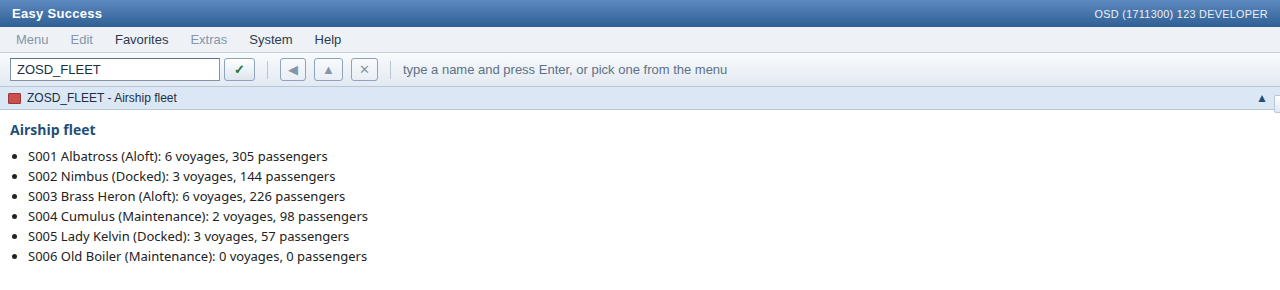 Easy Success
OSD (1711300) 123 DEVELOPER
Menu Edit Favorites Extras System Help
ZOSD_FLEET ✓ ◀ ▲ ✕ type a name and press Enter, or pick one from the menu
ZOSD_FLEET - Airship fleet ▲
Airship fleet
• S001 Albatross (Aloft): 6 voyages, 305 passengers
• S002 Nimbus (Docked): 3 voyages, 144 passengers
• S003 Brass Heron (Aloft): 6 voyages, 226 passengers
• S004 Cumulus (Maintenance): 2 voyages, 98 passengers
• S005 Lady Kelvin (Docked): 3 voyages, 57 passengers
• S006 Old Boiler (Maintenance): 0 voyages, 0 passengers